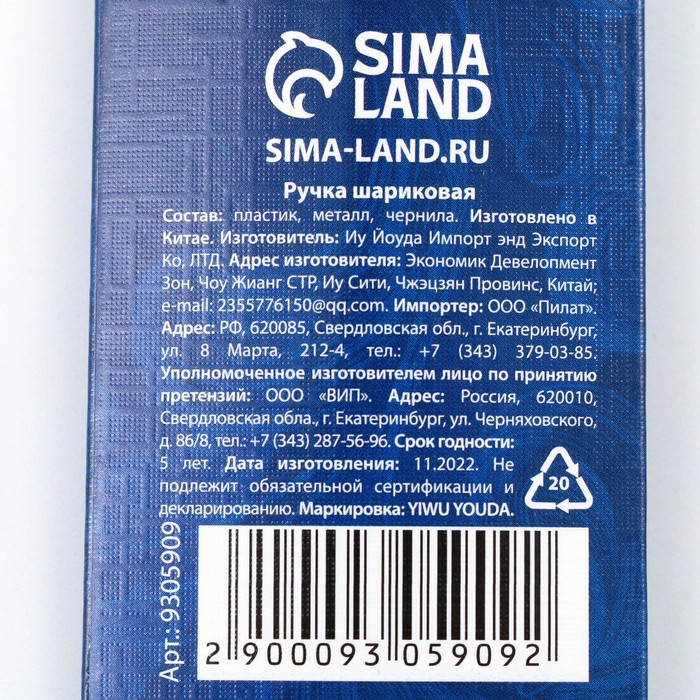 SIMA
LAND
SIMA-LAND.RU
Ручка шариковая
Состав: пластик, металл, чернила. Изготовлено в
Китае. Изготовитель: Иу Йоуда Импорт энд Экспорт
Ко, ЛТД. Адрес изготовителя: Экономик Девелопмент
Зон, Чоу Жианг СТР, Иу Сити, Чжэцзян Провинс, Китай;
e-mail: 2355776150@qq.com. Импортер: ООО «Пилат».
Адрес: РФ, 620085, Свердловская обл., г. Екатеринбург,
ул. 8 Марта, 212-4, тел.: +7 (343) 379-03-85.
Уполномоченное изготовителем лицо по принятию
претензий: ООО «ВИП». Адрес: Россия, 620010,
Свердловская обла., г. Екатеринбург, ул. Черняховского,
д. 86/8, тел.: +7 (343) 287-56-96. Срок годности:
5 лет. Дата изготовления: 11.2022. Не
подлежит обязательной сертификации и
декларированию. Маркировка: YIWU YOUDA.
20
Арт.: 9305909
2 900093 059092